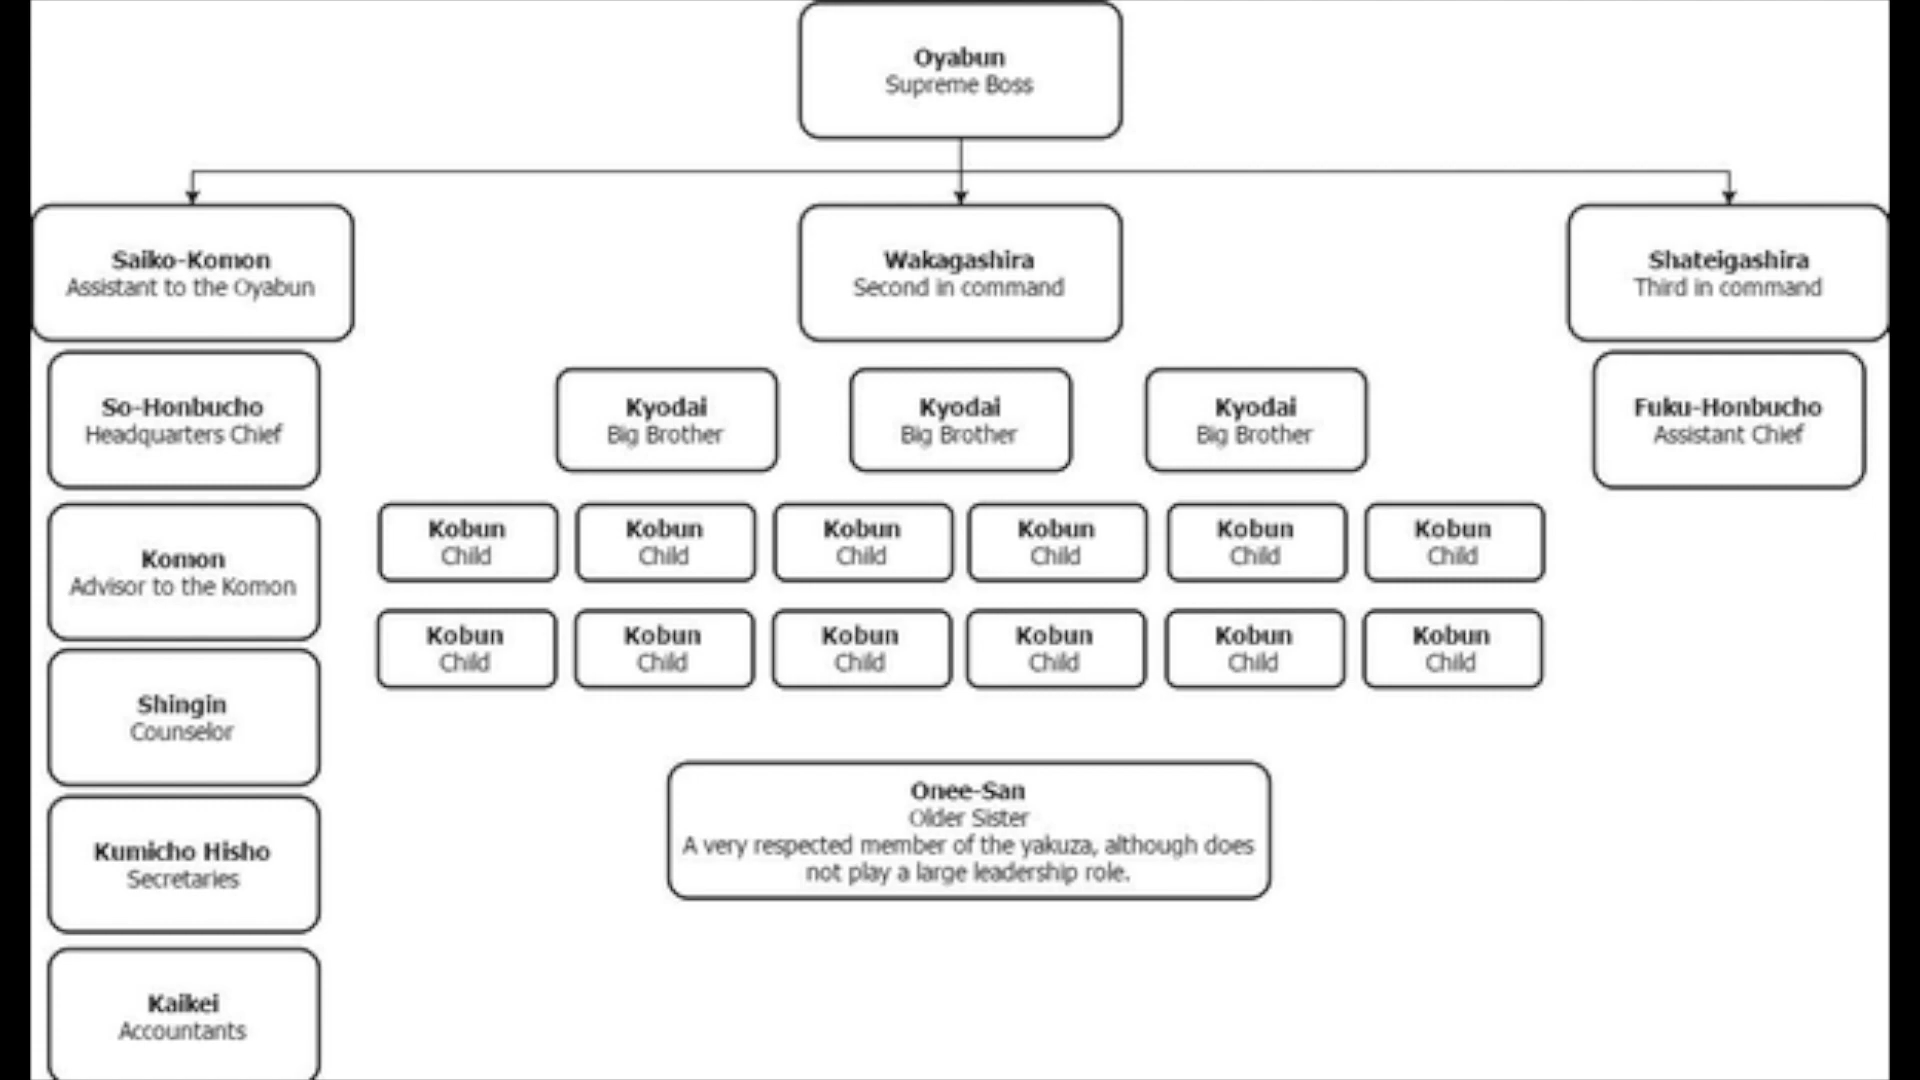 Oyabun
Supreme Boss
Saiko-Komon
Assistant to the Oyabun
Wakagashira
Second in command
Shateigashira
Third in command
So-Honbucho
Headquarters Chief
Kyodai
Big Brother
Kyodai
Big Brother
Kyodai
Big Brother
Fuku-Honbucho
Assistant Chief
Komon
Advisor to the Komon
Kobun
Child
Kobun
Child
Kobun
Child
Kobun
Child
Kobun
Child
Kobun
Child
Kobun
Child
Kobun
Child
Kobun
Child
Kobun
Child
Kobun
Child
Kobun
Child
Shingin
Counselor
Onee-San
Older Sister
A very respected member of the yakuza, although does
not play a large leadership role.
Kumicho Hisho
Secretaries
Kaikei
Accountants